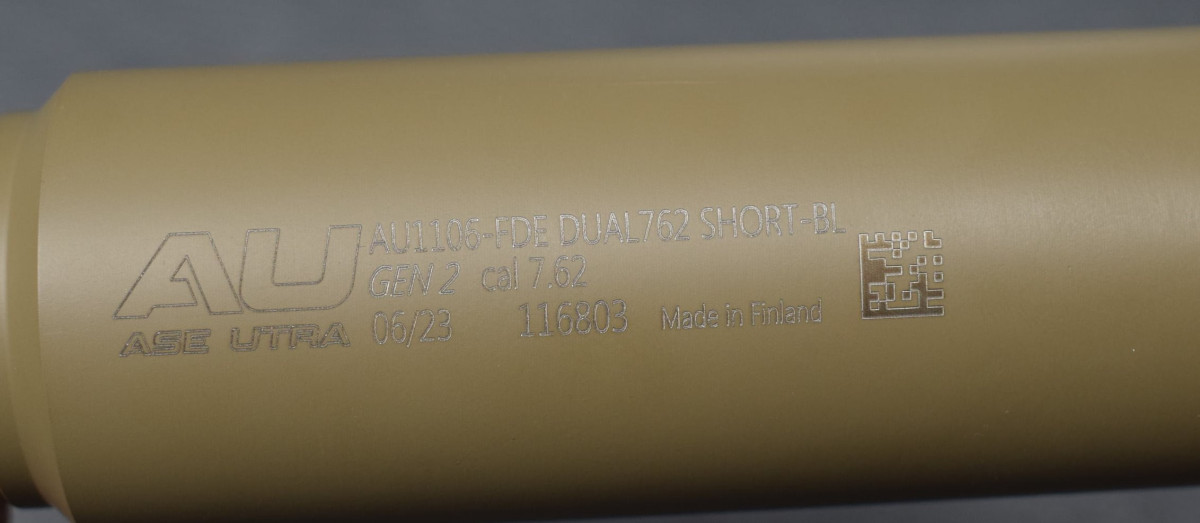 AU
ASE UTRA
AU1106-FDE DUAL762 SHORT-BL
GEN 2 cal 7.62
06/23 116803 Made in Finland